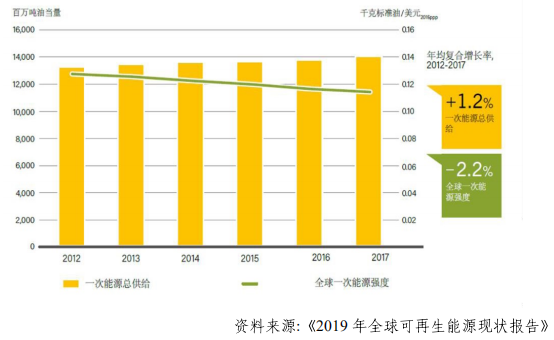 百万吨油当量
千克标准油/美元2016ppp
16,000
14,000
12,000
10,000
8,000
6,000
4,000
2,000
0
0.16
0.14
0.12
0.10
0.08
0.06
0.04
0.02
2012
2013
2014
2015
2016
2017
年均复合增长率,
2012-2017
+1.2%
一次能源总供
给
-2.2%
全球一次能
源强度
一次能源总供给
全球一次能源强度
资料来源:《2019 年全球可再生能源现状报告》